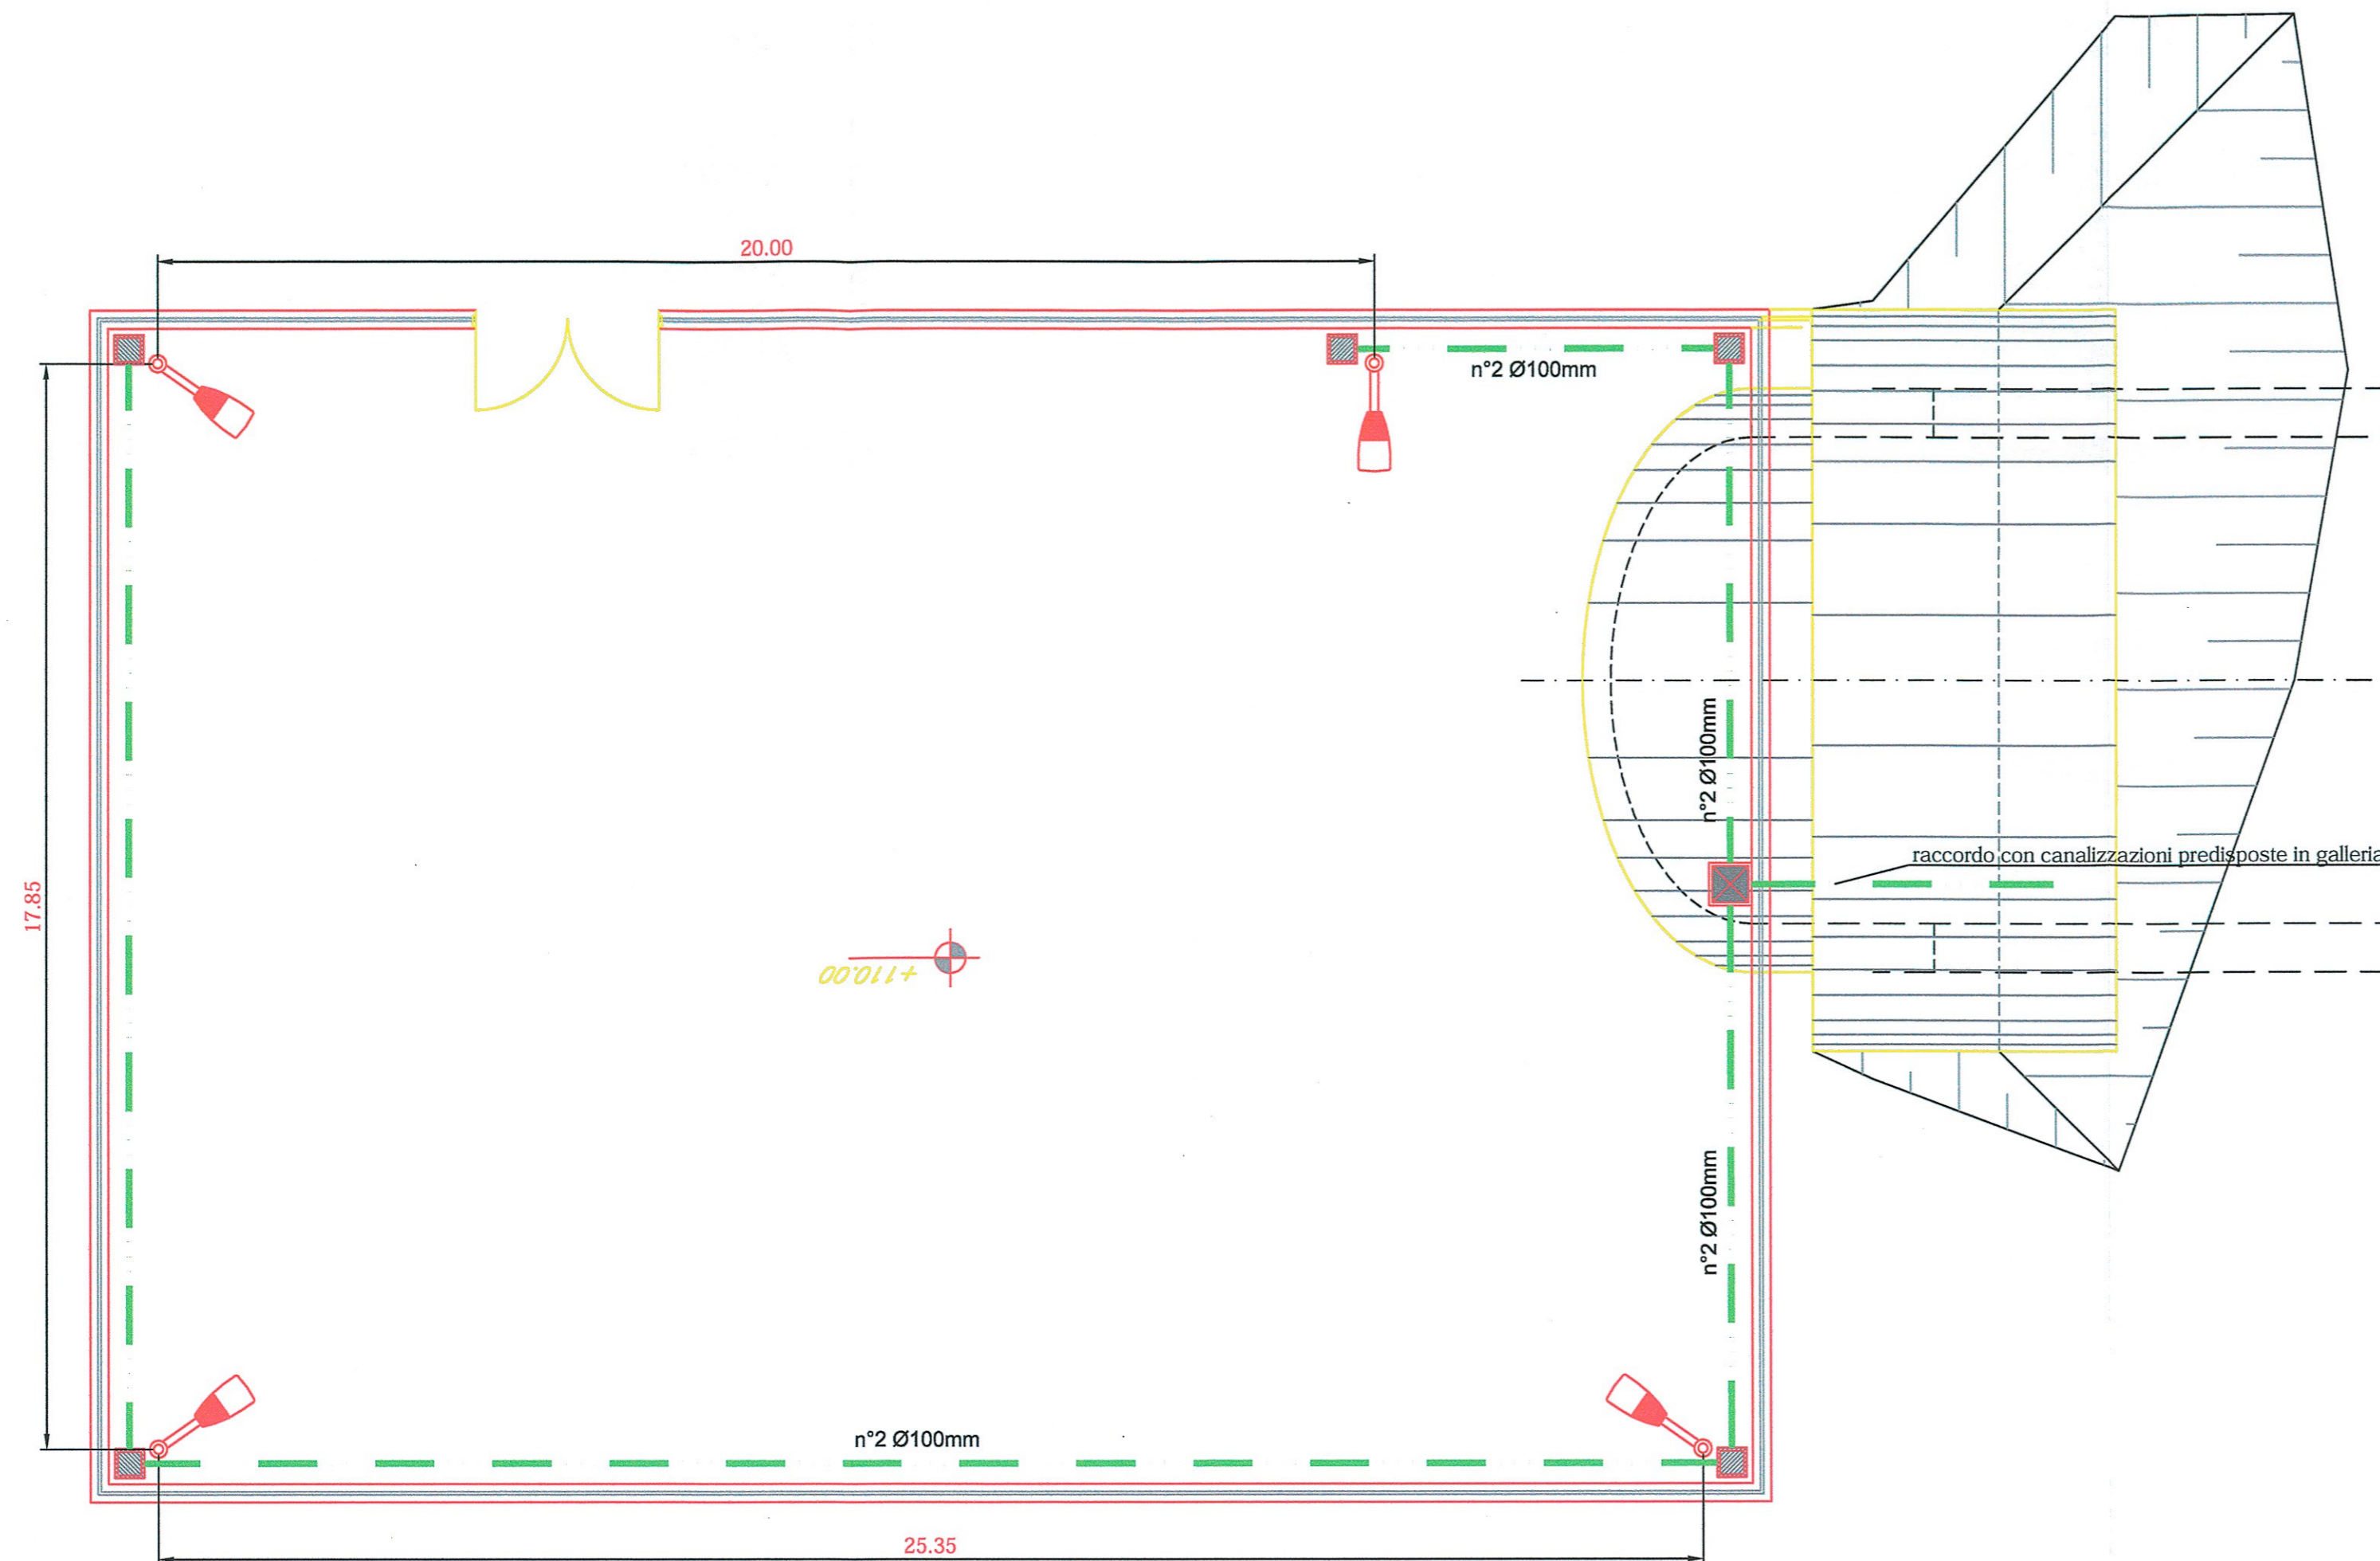 20.00
n°2 Ø100mm
n°2 Ø100mm
raccordo con canalizzazioni predisposte in galleria
17.85
+110.00
n°2 Ø100mm
n°2 Ø100mm
25.35